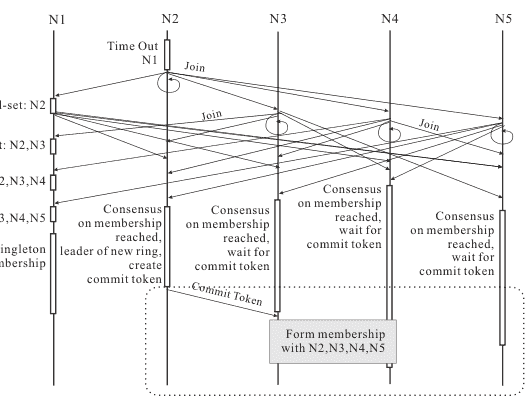 N1 N2 N3 N4 N5
Time Out
N1
Join
l-set: N2
Join
Join
t: N2,N3
2,N3,N4
3,N4,N5
ingleton
mbership
Consensus
on membership
reached,
leader of new ring,
create
commit token
Consensus
on membership
reached,
wait for
commit token
Consensus
on membership
reached,
wait for
commit token
Consensus
on membership
reached,
wait for
commit token
Commit Token
Form membership
with N2,N3,N4,N5